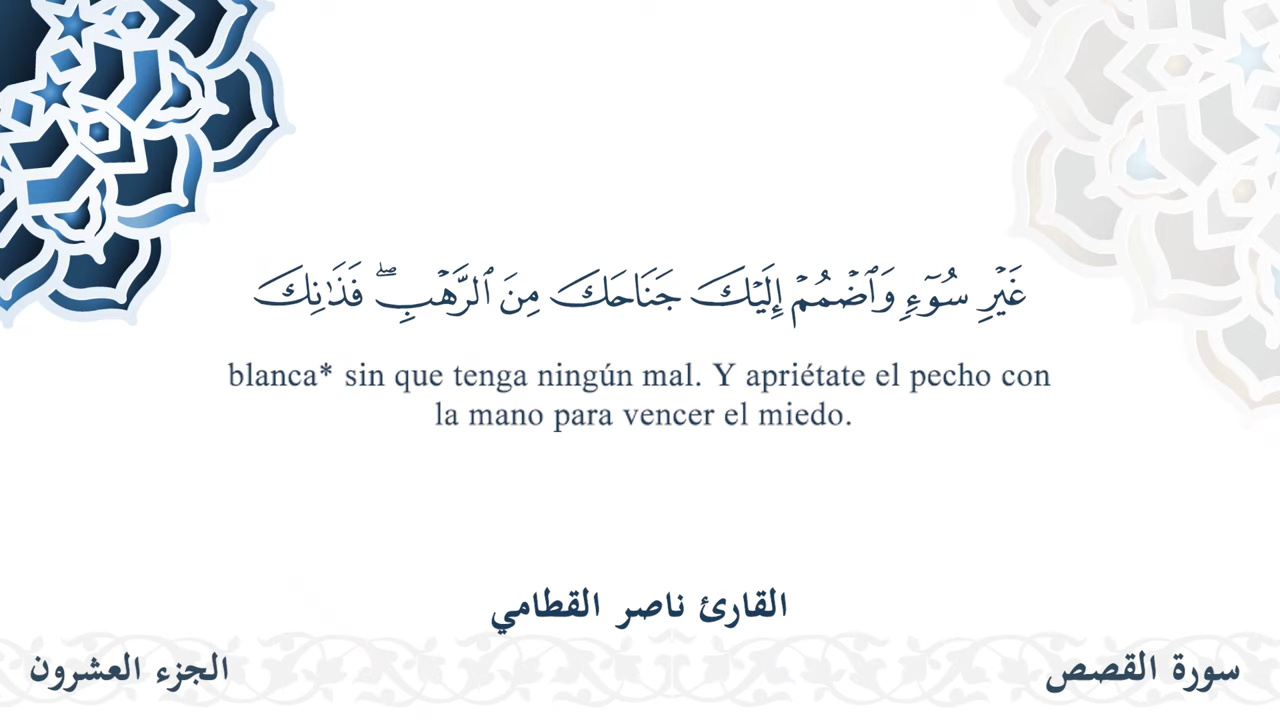 غَيۡرِ سُوٓءٖ وَٱضۡمُمۡ إِلَيۡكَ جَنَاحَكَ مِنَ ٱلرَّهۡبِۖ فَذَٰنِكَ
blanca* sin que tenga ningún mal. Y apriétate el pecho con
la mano para vencer el miedo.
القارئ ناصر القطامي
سورة القصص
الجزء العشرون